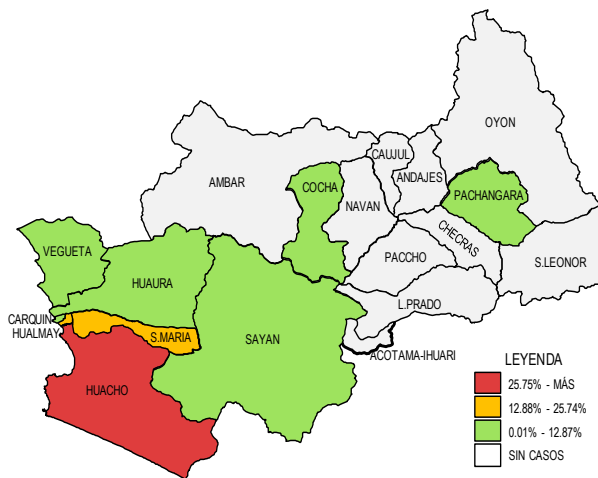 OYON
CAUJUL
AMBAR
COCHA
ANDAJES
PACHANGARA
NAVAN
CHECRAS
VEGUETA
PACCHO
S.LEONOR
HUAURA
L.PRADO
CARQUIN
HUALMAY
S.MARIA
SAYAN
ACOTAMA-IHUARI
HUACHO
LEYENDA
25.75% - MÁS
12.88% - 25.74%
0.01% - 12.87%
SIN CASOS